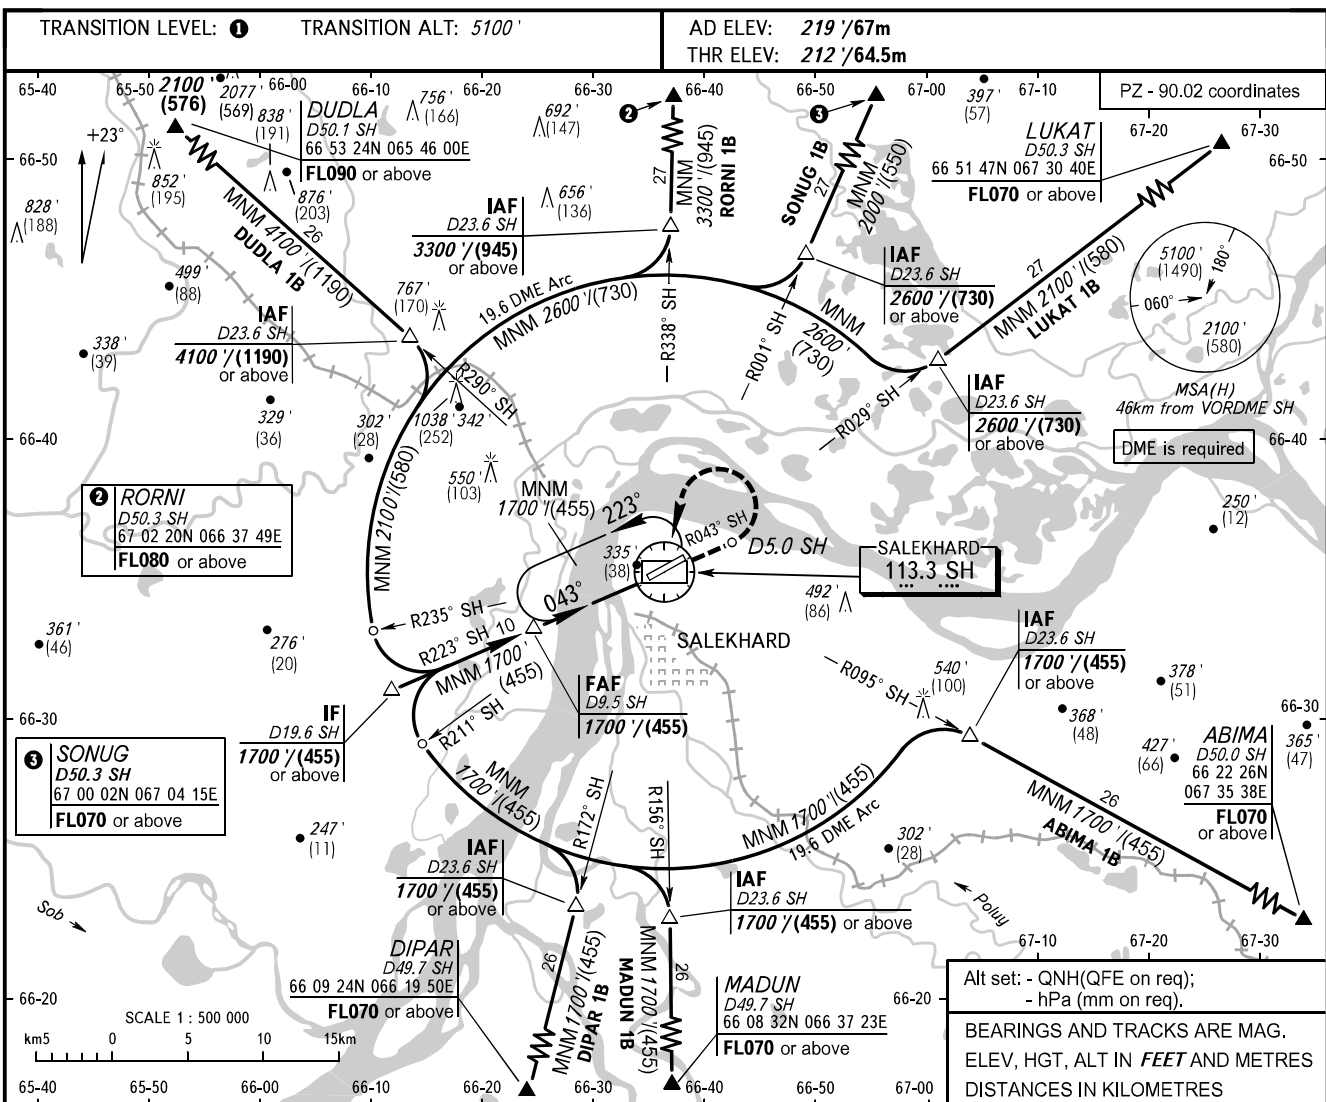 TRANSITION LEVEL: ❶ TRANSITION ALT: 5100 '
AD ELEV: 219 '/67m
THR ELEV: 212 '/64.5m
65-40 65-50 66-00 66-10 66-20 66-30 66-40 66-50 67-00 67-10
PZ - 90.02 coordinates
67-20 67-30
66-50 66-50
2100 '
(576)
2077 '
(569)
838 '
(191)
756 '
(166)
692 '
(147)
397 '
(57)
+23°
852 '
(195)
876 '
(203)
828 '
(188)
656 '
(136)
499 '
(88)
767 '
(170)
338 '
(39)
329 '
(36)
302 '
(28)
1038 '
(252)
342 '
550 '
(103)
DUDLA
D50.1 SH
66 53 24N 065 46 00E
FL090 or above
26
MNM 4100 '/(1190)
DUDLA 1B
❷
27
MNM
3300 '/(945)
RORNI 1B
❸
SONUG 1B
27
MNM
2000 '/(550)
LUKAT
D50.3 SH
66 51 47N 067 30 40E
FL070 or above
27
MNM 2100 '/(580)
LUKAT 1B
IAF
D23.6 SH
3300 '/(945)
or above
IAF
D23.6 SH
4100 '/(1190)
or above
IAF
D23.6 SH
2600 '/(730)
or above
IAF
D23.6 SH
2600 '/(730)
or above
5100 '
(1490)
180°
060°
2100 '
(580)
MSA(H)
46km from VORDME SH
DME is required
66-40 66-40
19.6 DME Arc
MNM 2600 '/(730)
MNM
2600 '
(730)
R290° SH
R338° SH
R001° SH
R029° SH
MNM 2100 '/(580)
❷ RORNI
D50.3 SH
67 02 20N 066 37 49E
FL080 or above
MNM
1700 '/(455)
223°
043°
R043° SH
D5.0 SH
335 '
(38)
SALEKHARD
113.3 SH
492 '
(86)
250 '
(12)
SALEKHARD
361 '
(46)
276 '
(20)
R235° SH
R223° SH 10
MNM 1700 '
(455)
R211° SH
FAF
D9.5 SH
1700 '/(455)
IF
D19.6 SH
1700 '/(455)
or above
IAF
D23.6 SH
1700 '/(455)
or above
R095° SH
540 '
(100)
378 '
(51)
368 '
(48)
427 '
(66)
365 '
(47)
66-30 66-30
❸ SONUG
D50.3 SH
67 00 02N 067 04 15E
FL070 or above
ABIMA
D50.0 SH
66 22 26N
067 35 38E
FL070
or above
26
MNM 1700 '/(455)
ABIMA 1B
247 '
(11)
MNM
1700 '/(455)
R172° SH
R156° SH
MNM 1700 '/(455)
19.6 DME Arc
302 '
(28)
IAF
D23.6 SH
1700 '/(455)
or above
IAF
D23.6 SH
1700 '/(455) or above
Sob
Poluy
DIPAR
D49.7 SH
66 09 24N 066 19 50E
FL070 or above
26
MNM 1700 '/(455)
DIPAR 1B
26
MNM 1700 '/(455)
MADUN 1B
MADUN
D49.7 SH
66 08 32N 066 37 23E
FL070 or above
67-10 67-20 67-30
66-20 66-20
SCALE 1 : 500 000
km5 0 5 10 15km
Alt set: - QNH(QFE on req);
- hPa (mm on req).
BEARINGS AND TRACKS ARE MAG.
ELEV, HGT, ALT IN FEET AND METRES
DISTANCES IN KILOMETRES
65-40 65-50 66-00 66-10 66-30 66-40 66-50 67-00